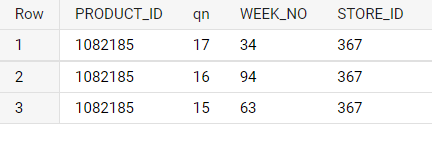 Row PRODUCT_ID qn WEEK_NO STORE_ID
1 1082185 17 34 367
2 1082185 16 94 367
3 1082185 15 63 367